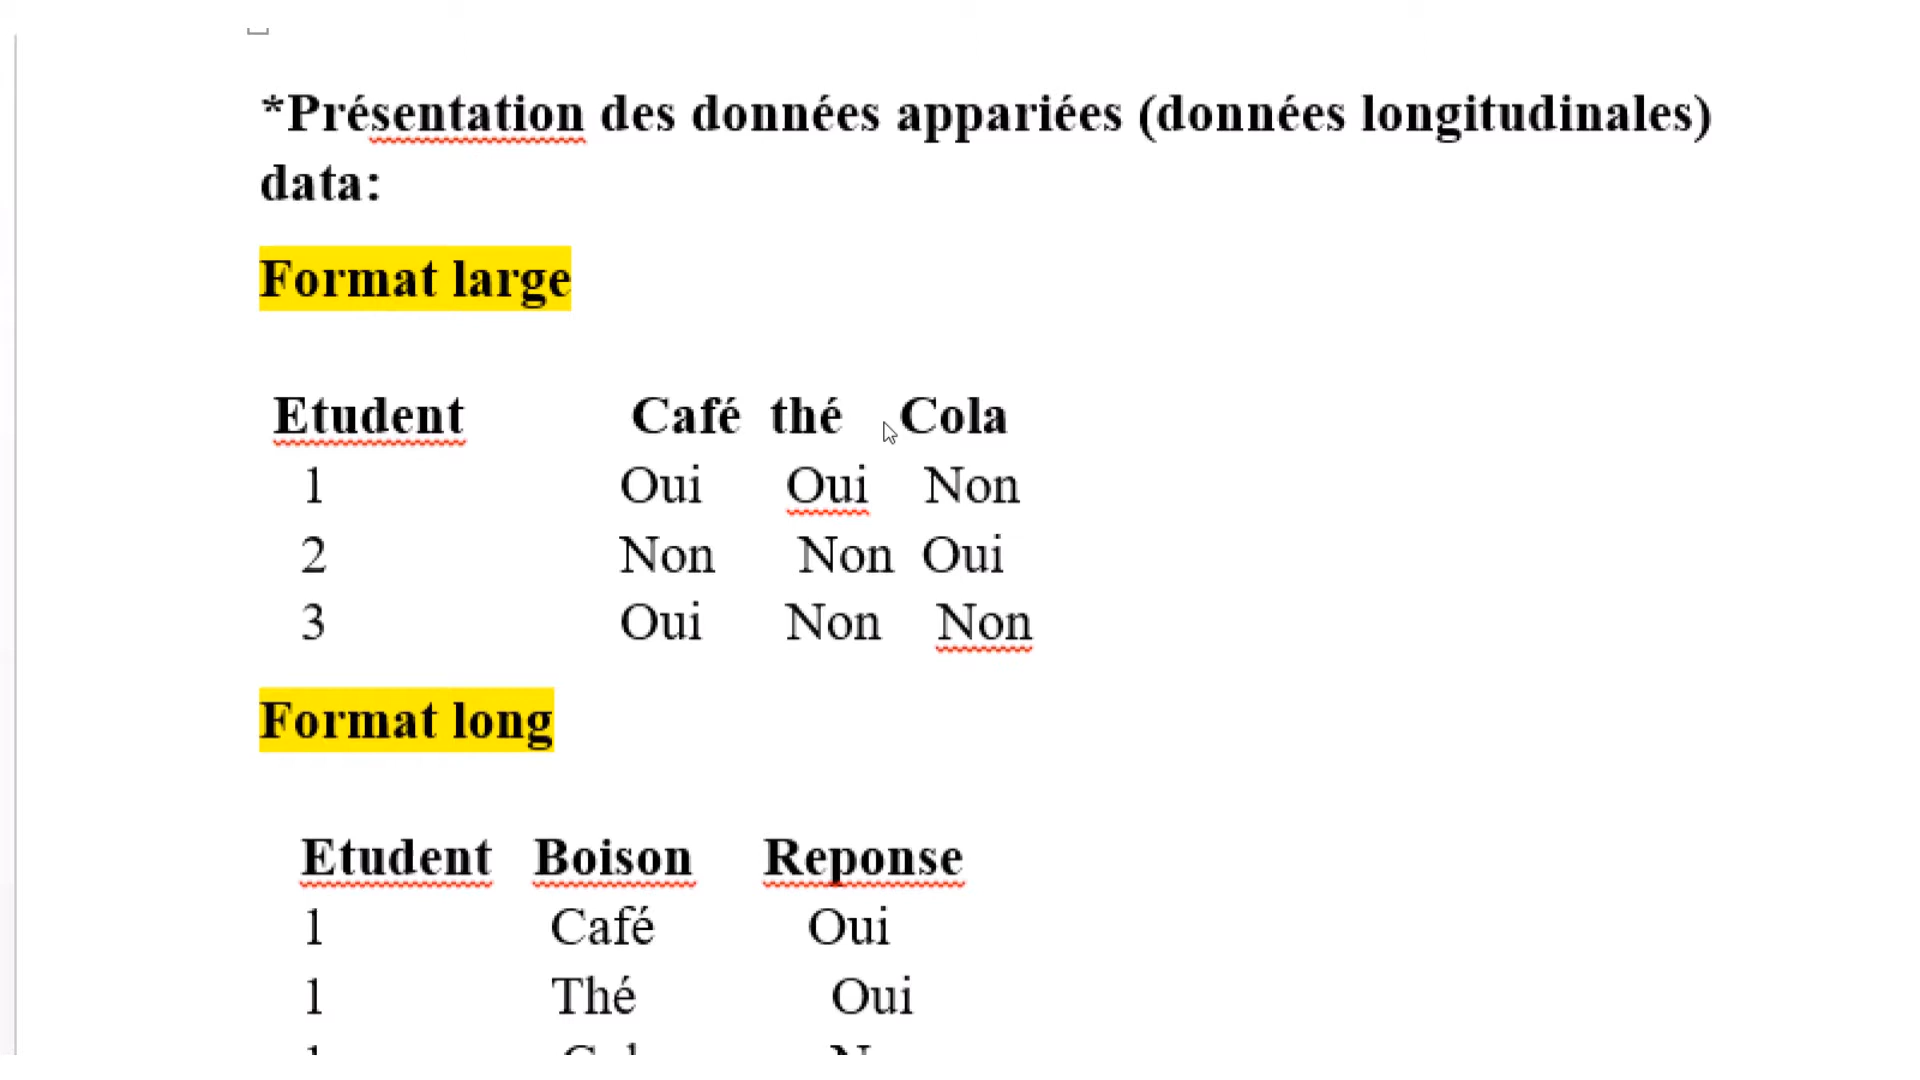 *Présentation des données appariées (données longitudinales)
data:
Format large
Etudent Café thé Cola
1 Oui Oui Non
2 Non Non Oui
3 Oui Non Non
Format long
Etudent Boison Reponse
1 Café Oui
1 Thé Oui